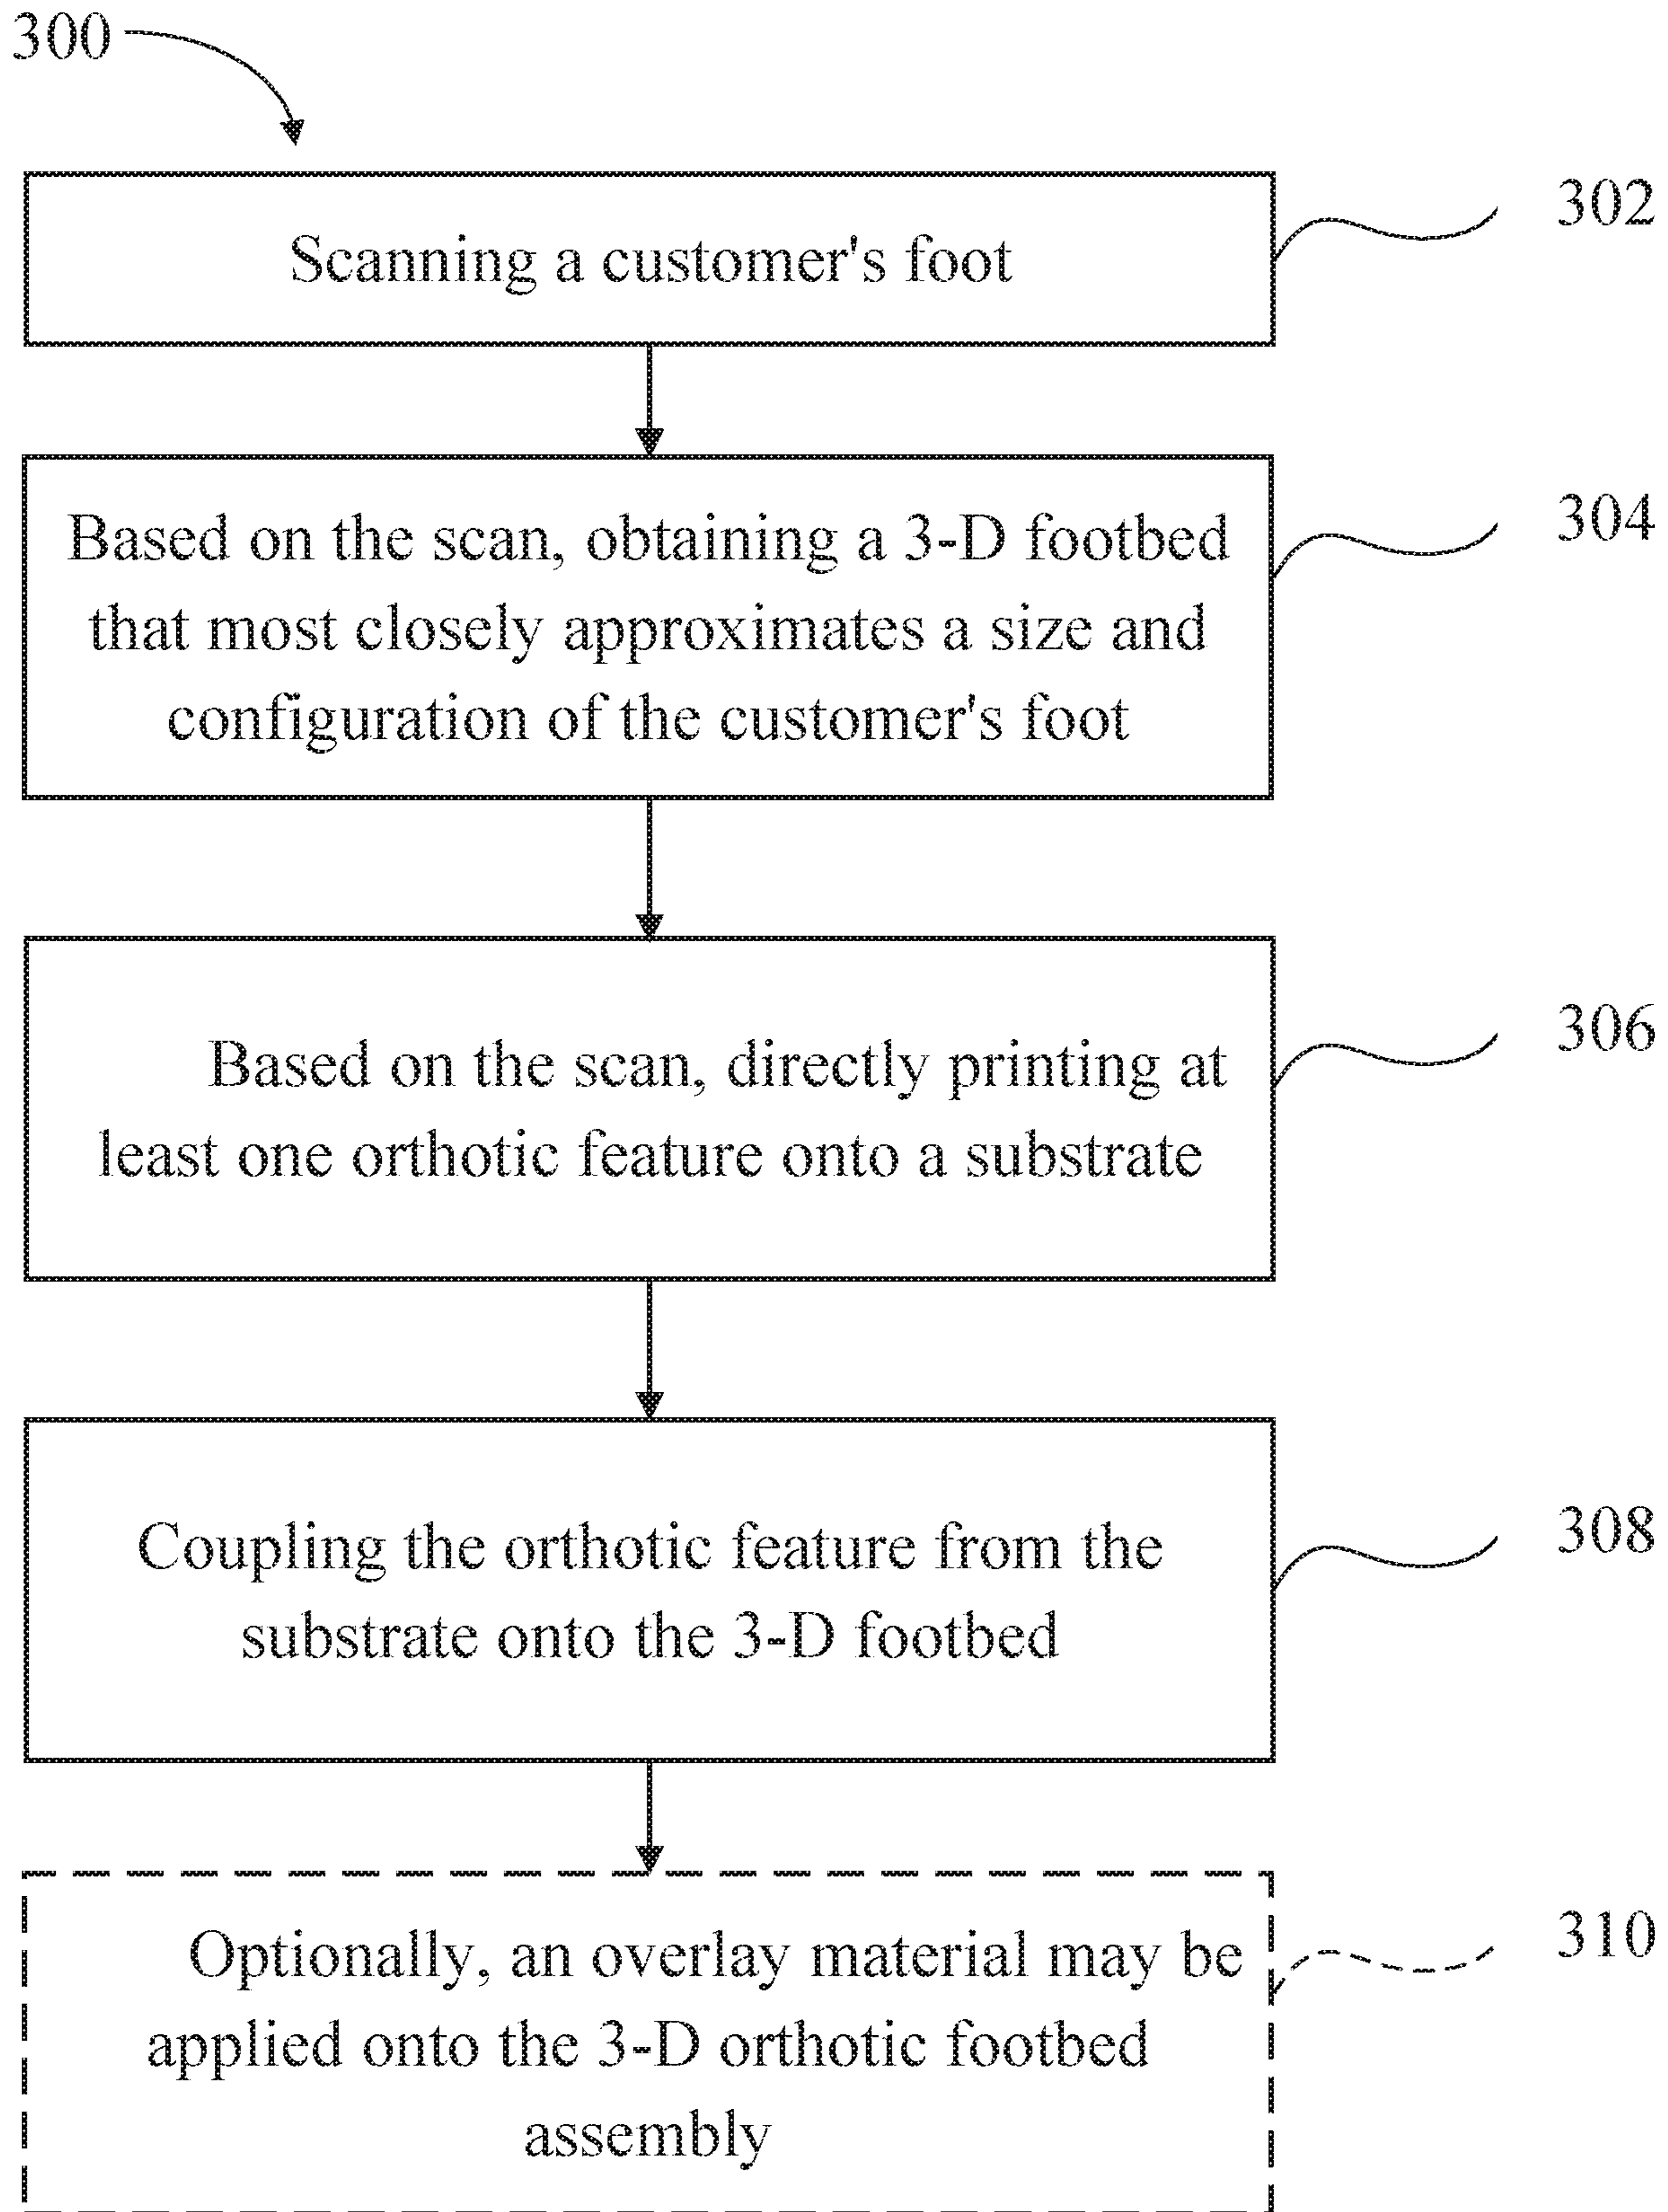 300
302
Scanning a customer's foot
304
Based on the scan, obtaining a 3-D footbed
that most closely approximates a size and
configuration of the customer's foot
306
Based on the scan, directly printing at
least one orthotic feature onto a substrate
308
Coupling the orthotic feature from the
substrate onto the 3-D footbed
310
Optionally, an overlay material may be
applied onto the 3-D orthotic footbed
assembly